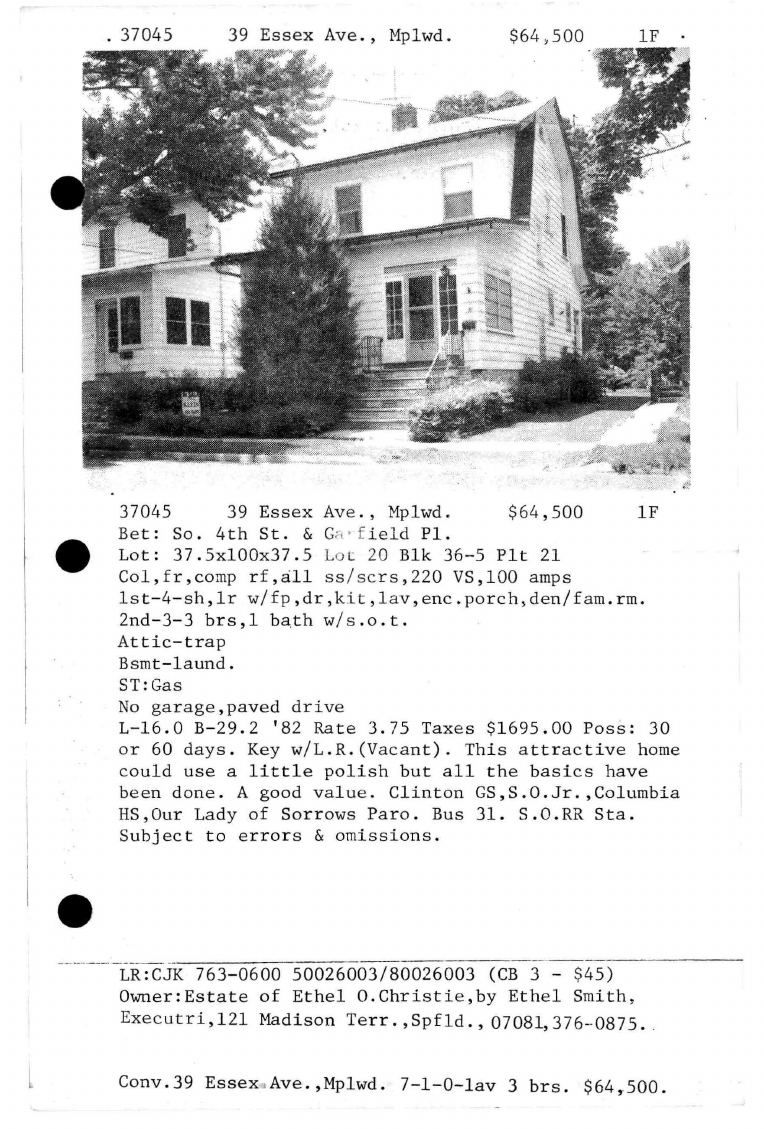 37045 39 Essex Ave., Mplwd. $64,500 1F
37045 39 Essex Ave., Mplwd. $64,500 1F
Bet: So. 4th St. & Garfield Pl.
Lot: 37.5x100x37.5 Lot 20 Blk 36-5 Plt 21
Col,fr,comp rf,all ss/scrs,220 VS,100 amps
1st-4-sh,lr w/fp,dr,kit,lav,enc.porch,den/fam.rm.
2nd-3-3 brs,1 bath w/s.o.t.
Attic-trap
Bsmt-laund.
ST:Gas
No garage,paved drive
L-16.0 B-29.2 '82 Rate 3.75 Taxes $1695.00 Poss: 30
or 60 days. Key w/L.R.(Vacant). This attractive home
could use a little polish but all the basics have
been done. A good value. Clinton GS,S.O.Jr.,Columbia
HS,Our Lady of Sorrows Paro. Bus 31. S.O.RR Sta.
Subject to errors & omissions.
LR:CJK 763-0600 50026003/80026003 (CB 3 - $45)
Owner:Estate of Ethel O.Christie,by Ethel Smith,
Executri,121 Madison Terr.,Spfld., 07081,376-0875.
Conv.39 Essex Ave.,Mplwd. 7-1-0-lav 3 brs. $64,500.